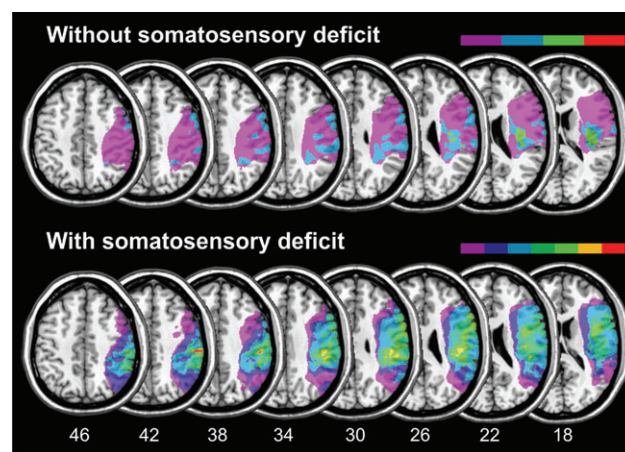 Without somatosensory deficit
With somatosensory deficit
46 42 38 34 30 26 22 18